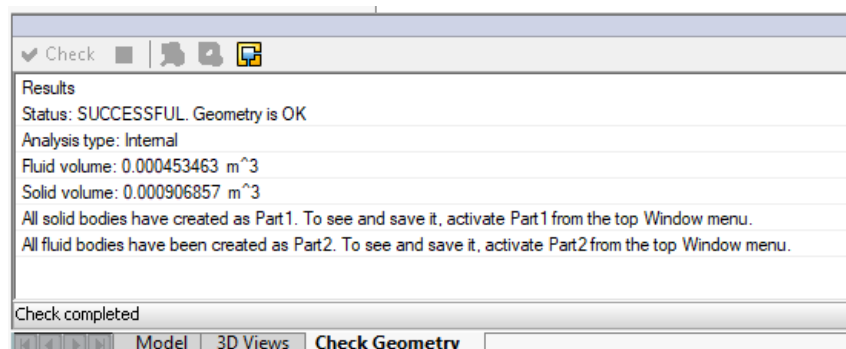 Check
Results
Status: SUCCESSFUL. Geometry is OK
Analysis type: Internal
Fluid volume: 0.000453463 m^3
Solid volume: 0.000906857 m^3
All solid bodies have created as Part1. To see and save it, activate Part1 from the top Window menu.
All fluid bodies have been created as Part2. To see and save it, activate Part2 from the top Window menu.
Check completed
Model 3D Views Check Geometry